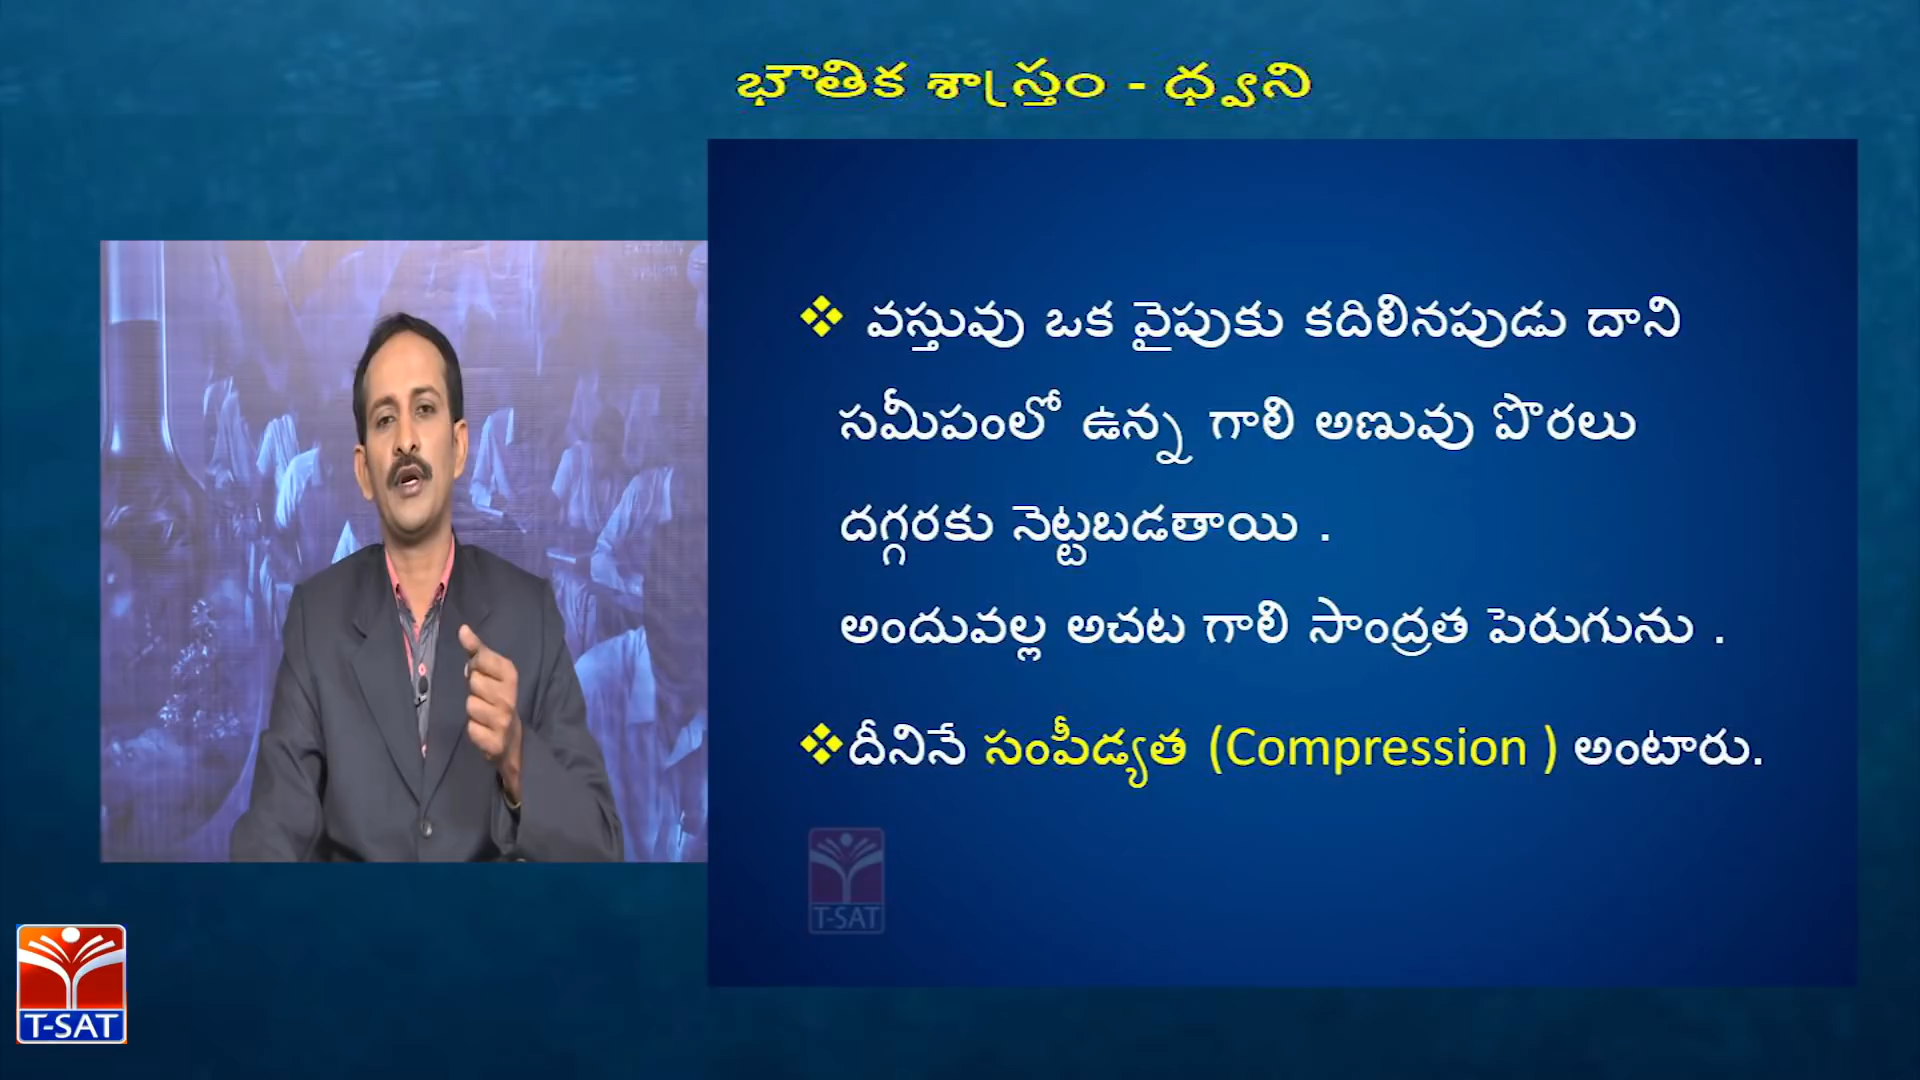 భౌతిక శాస్త్రం - ధ్వని
❖ వస్తువు ఒక వైపుకు కదిలినపుడు దాని
సమీపంలో ఉన్న గాలి అణువు పొరలు
దగ్గరకు నెట్టబడతాయి .
అందువల్ల అచట గాలి సాంద్రత పెరుగును .
❖దీనినే సంపీడ్యత (Compression ) అంటారు.
T-SAT
T-SAT